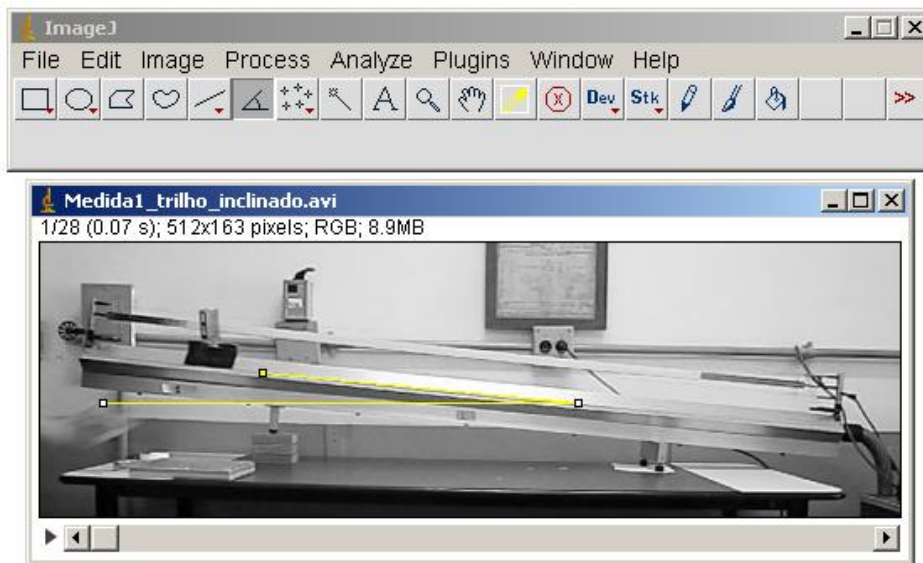 ImageJ
File Edit Image Process Analyze Plugins Window Help
A Dev Stk >>
Medida1_trilho_inclinado.avi
1/28 (0.07 s); 512x163 pixels; RGB; 8.9MB